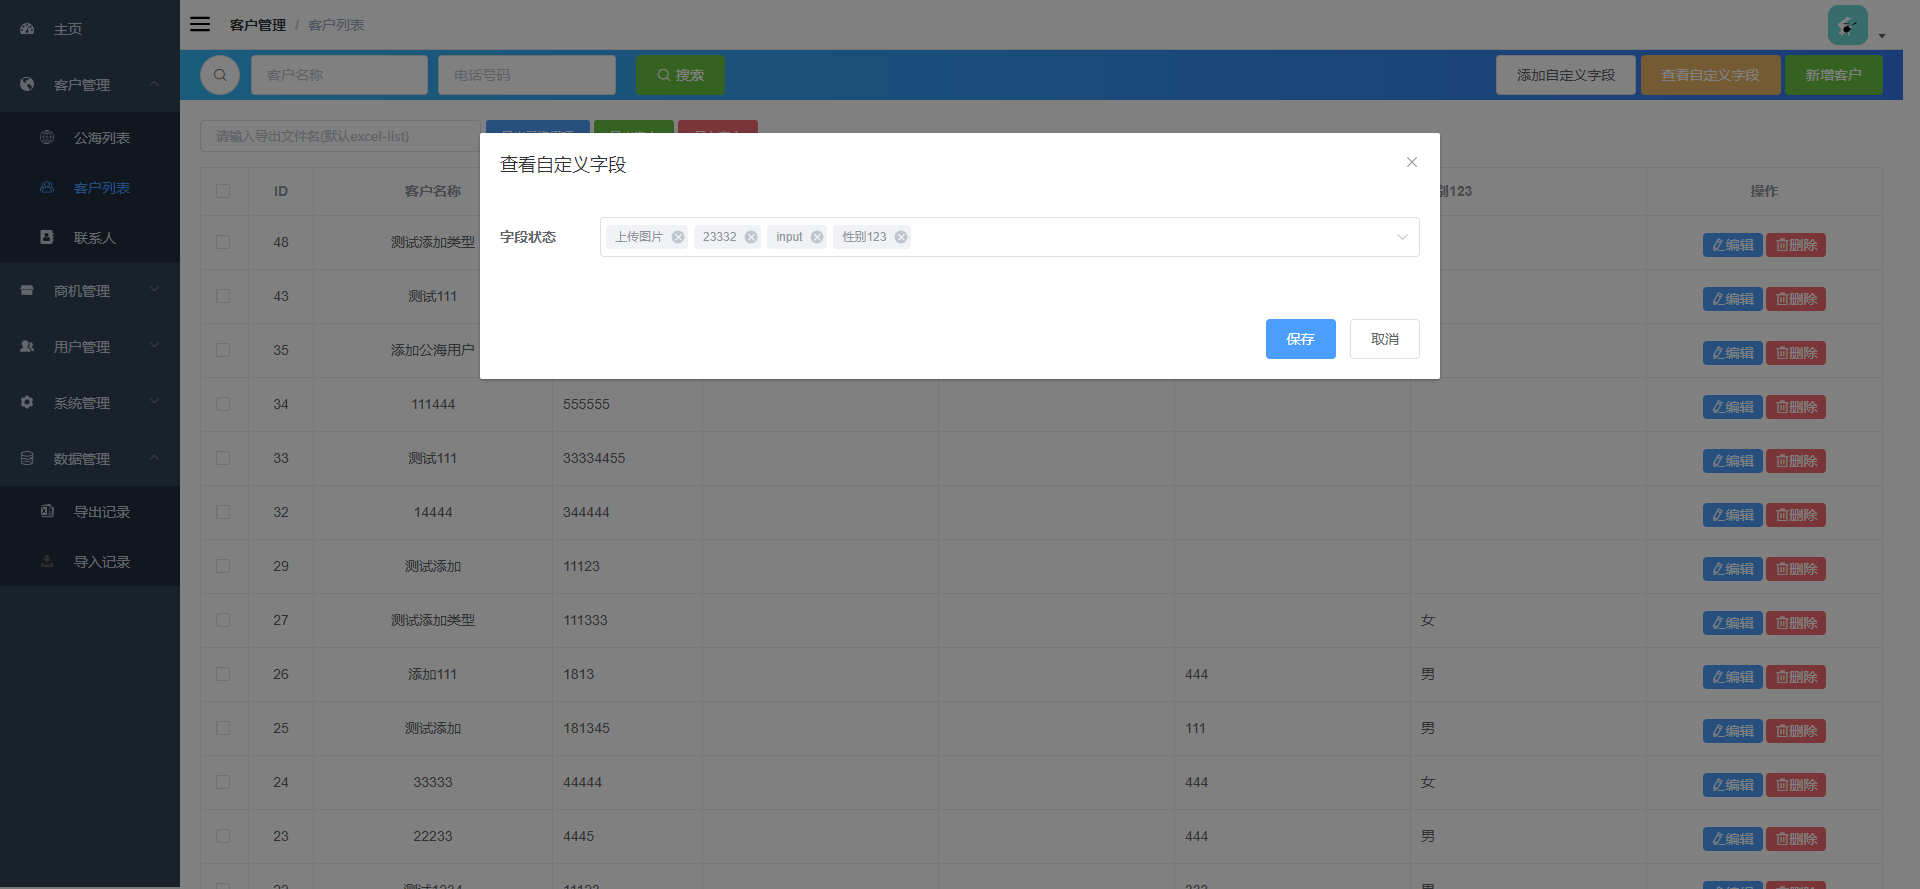 主页
客户管理
公海列表
客户列表
联系人
商机管理
用户管理
系统管理
数据管理
导出记录
导入记录
客户管理 / 客户列表
客户名称 电话号码 搜索 添加自定义字段 查看自定义字段 新增客户
请输入导出文件名(默认excel-list)
查看自定义字段
字段状态 上传图片 23332 input 性别123
保存 取消
ID 客户名称 别123 操作
48 测试添加类型 编辑 删除
43 测试111 编辑 删除
35 添加公海用户 编辑 删除
34 111444 555555 编辑 删除
33 测试111 33334455 编辑 删除
32 14444 344444 编辑 删除
29 测试添加 11123 编辑 删除
27 测试添加类型 111333 女 编辑 删除
26 添加111 1813 444 男 编辑 删除
25 测试添加 181345 111 男 编辑 删除
24 33333 44444 444 女 编辑 删除
23 22233 4445 444 男 编辑 删除